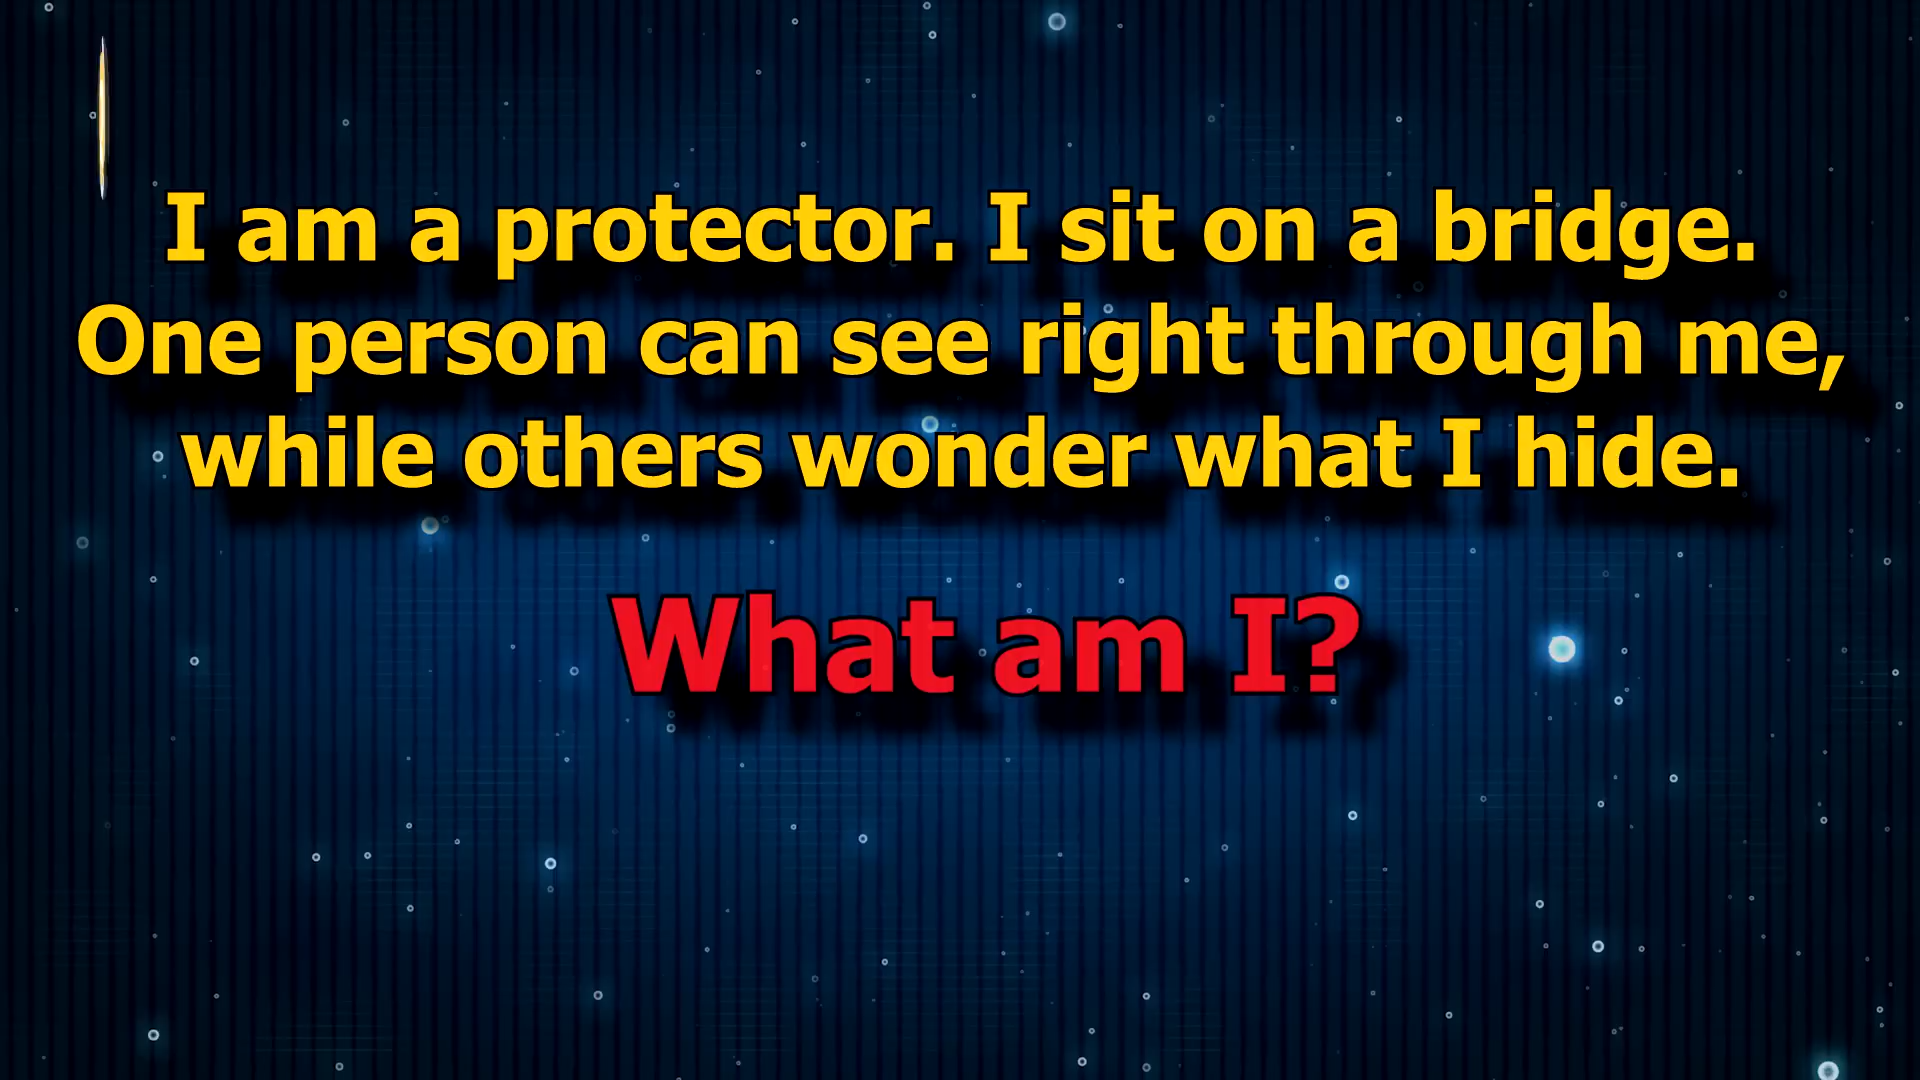 I am a protector. I sit on a bridge.
One person can see right through me,
while others wonder what I hide.
What am I?